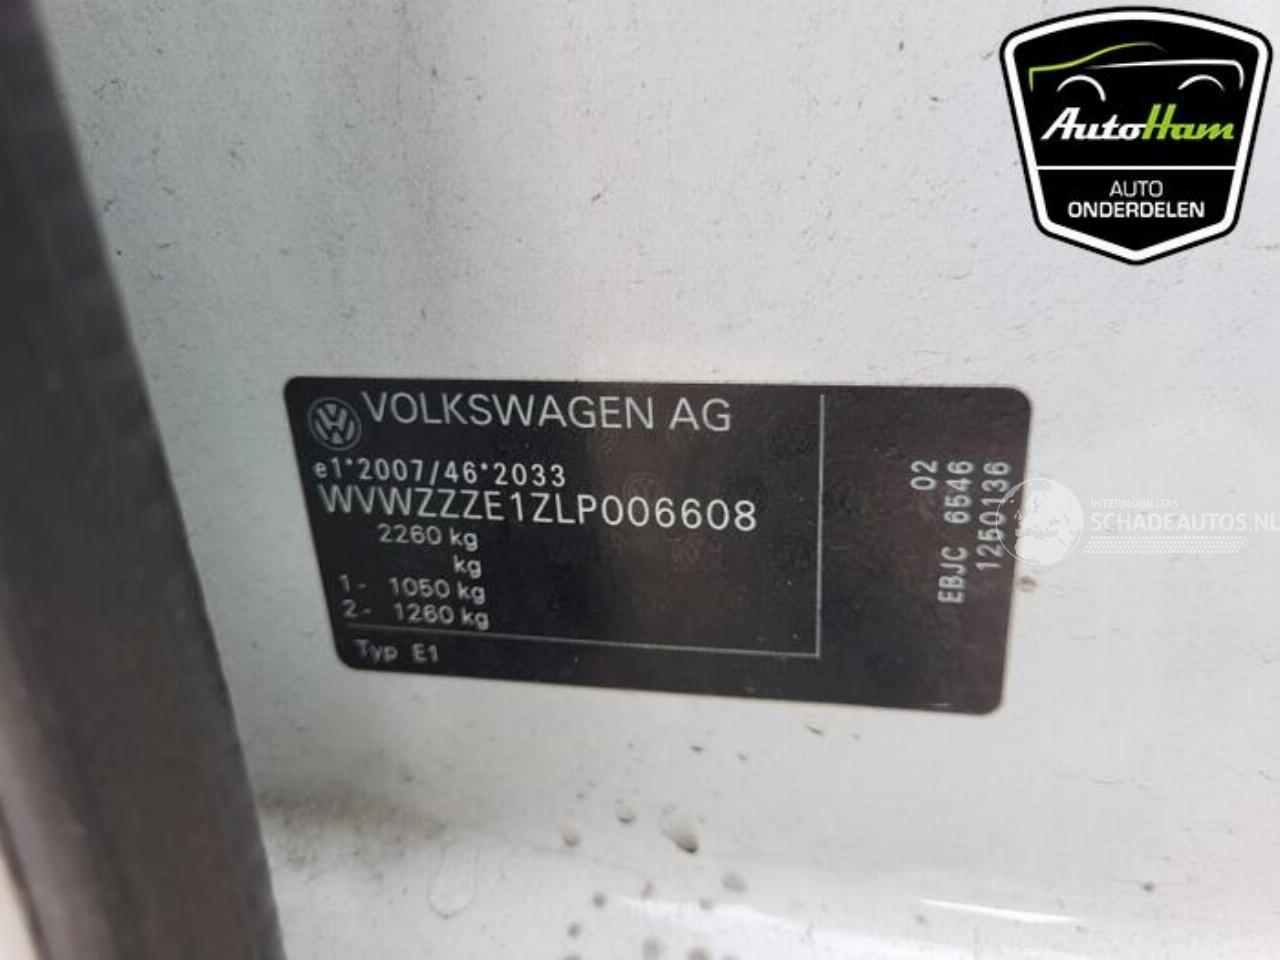 AutoHam
AUTO
ONDERDELEN
VOLKSWAGEN AG
e1*2007/46*2033
WVWZZZE1ZLP006608
2260 kg
kg
1- 1050 kg
2- 1260 kg
Typ E1
02
EBJC 6546
1250136
INTERMOBILITAS
SCHADEAUTOS.NL